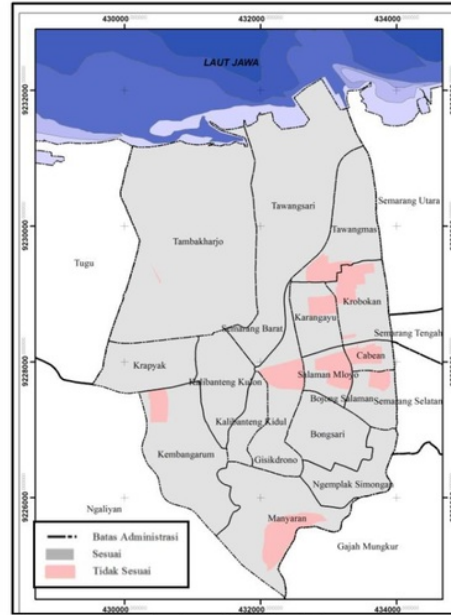 430000 432000 434000
LAUT JAWA
9232000
Semarang Utara
Tawangsari
Tawangmas
9230000
Tambakharjo
Tugu
Krobokan
Karangayu
Semarang Barat
Semarang Tengah
Cabean
Krapyak
9228000
Salaman Mloyo
Kalibanteng Kulon
Bojong Salaman
Semarang Selatan
Kalibanteng Kidul
Bongsari
Kembangarum
Gisikdrono
Ngemplak Simongan
9226000
Ngaliyan
Manyaran
Gajah Mungkur
Batas Administrasi
Sesuai
Tidak Sesuai
430000 432000 434000